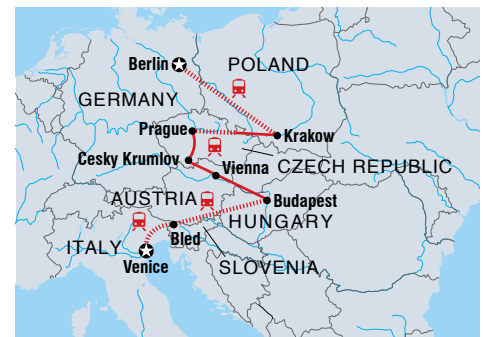 Berlin
POLAND
GERMANY
Prague
Krakow
Cesky Krumlov
CZECH REPUBLIC
Vienna
AUSTRIA
Budapest
HUNGARY
Bled
ITALY
SLOVENIA
Venice